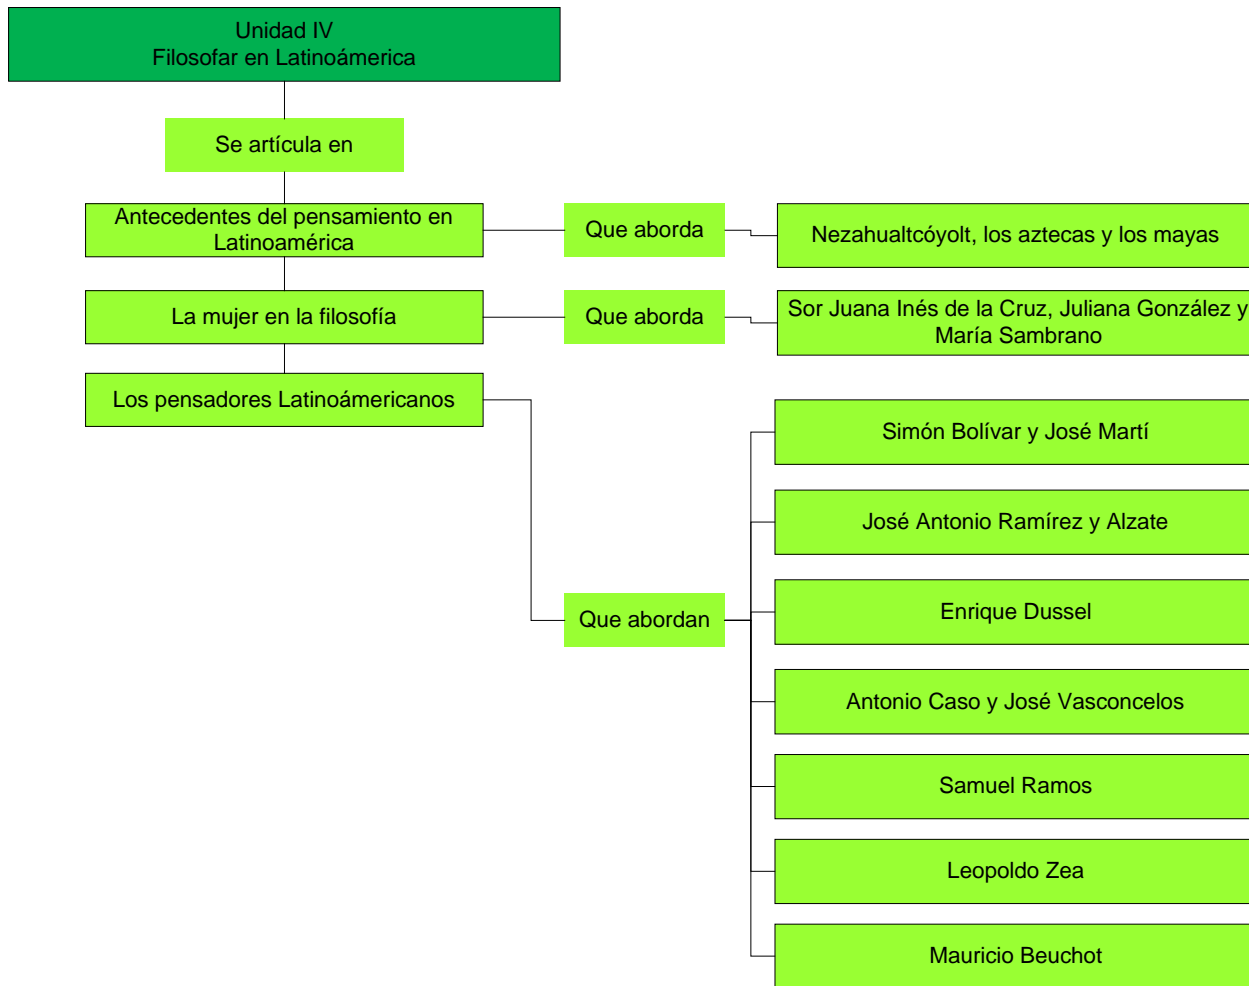 Unidad IV
Filosofar en Latinoámerica
Se artícula en
Antecedentes del pensamiento en
Latinoamérica
Que aborda
Nezahualtcóyolt, los aztecas y los mayas
La mujer en la filosofía
Que aborda
Sor Juana Inés de la Cruz, Juliana González y
María Sambrano
Los pensadores Latinoámericanos
Que abordan
Simón Bolívar y José Martí
José Antonio Ramírez y Alzate
Enrique Dussel
Antonio Caso y José Vasconcelos
Samuel Ramos
Leopoldo Zea
Mauricio Beuchot